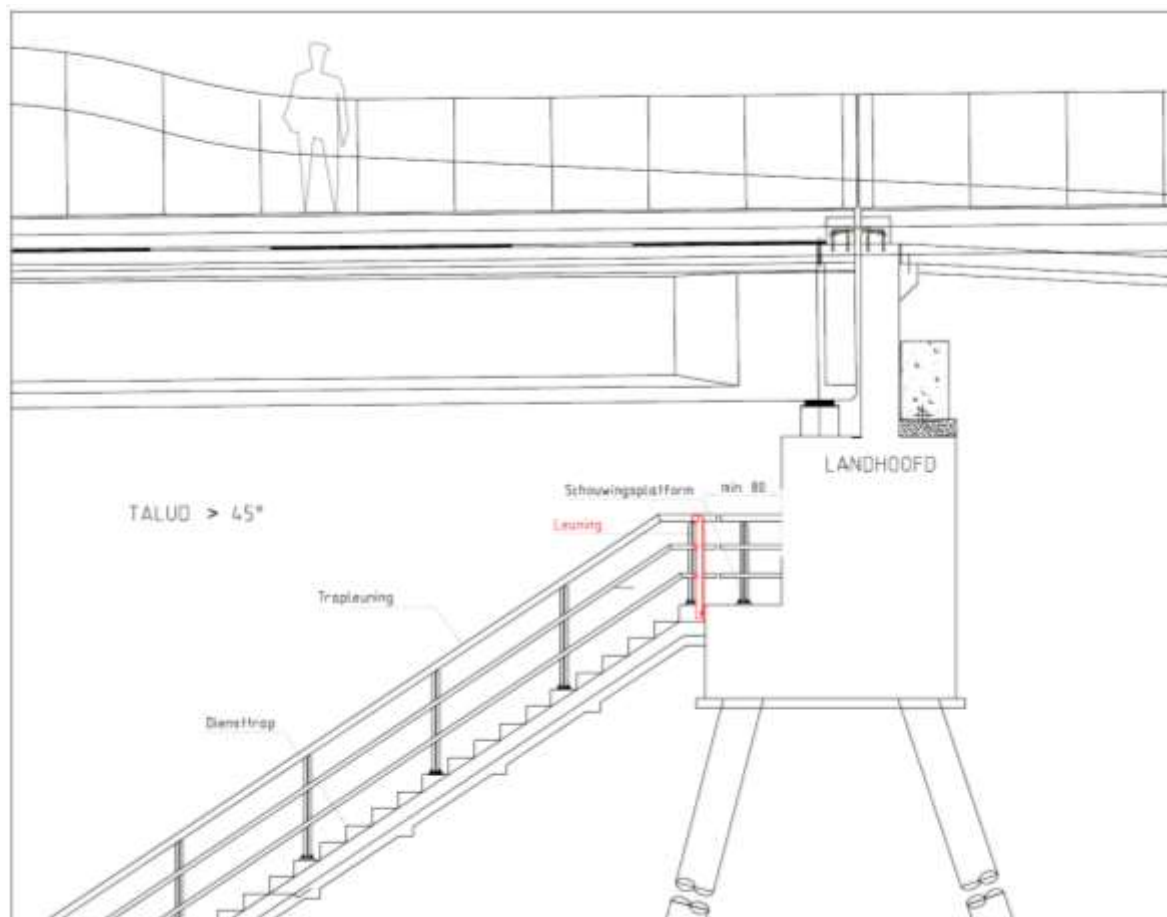 LANDHOOFD
Schouwingsplatform
min 80
TALUD > 45°
Leuning
Trapleuning
Diensttrap